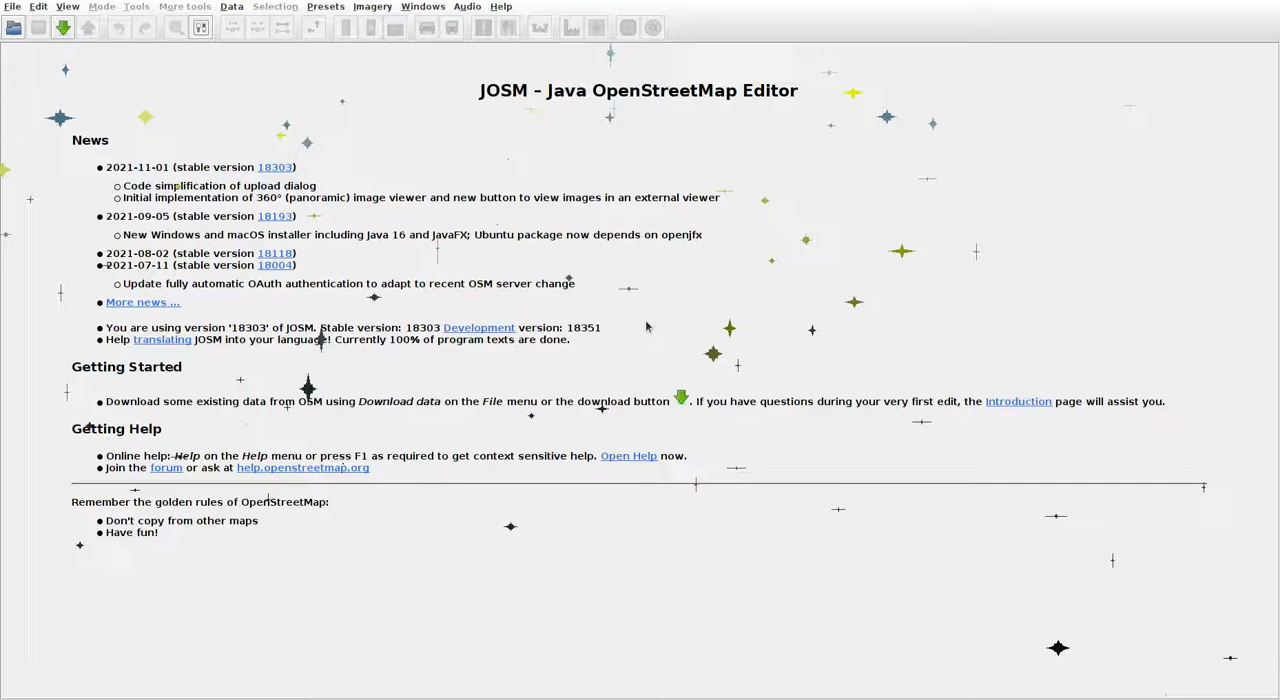 File Edit View Mode Tools More tools Data Selection Presets Imagery Windows Audio Help
JOSM – Java OpenStreetMap Editor
News
2021-11-01 (stable version 18303)
Code simplification of upload dialog
Initial implementation of 360° (panoramic) image viewer and new button to view images in an external viewer
2021-09-05 (stable version 18193)
New Windows and macOS installer including Java 16 and JavaFX; Ubuntu package now depends on openjfx
2021-08-02 (stable version 18118)
2021-07-11 (stable version 18004)
Update fully automatic OAuth authentication to adapt to recent OSM server change
More news ...
You are using version '18303' of JOSM. Stable version: 18303 Development version: 18351
Help translating JOSM into your language! Currently 100% of program texts are done.
Getting Started
Download some existing data from OSM using Download data on the File menu or the download button . If you have questions during your very first edit, the Introduction page will assist you.
Getting Help
Online help: Help on the Help menu or press F1 as required to get context sensitive help. Open Help now.
Join the forum or ask at help.openstreetmap.org
Remember the golden rules of OpenStreetMap:
Don't copy from other maps
Have fun!